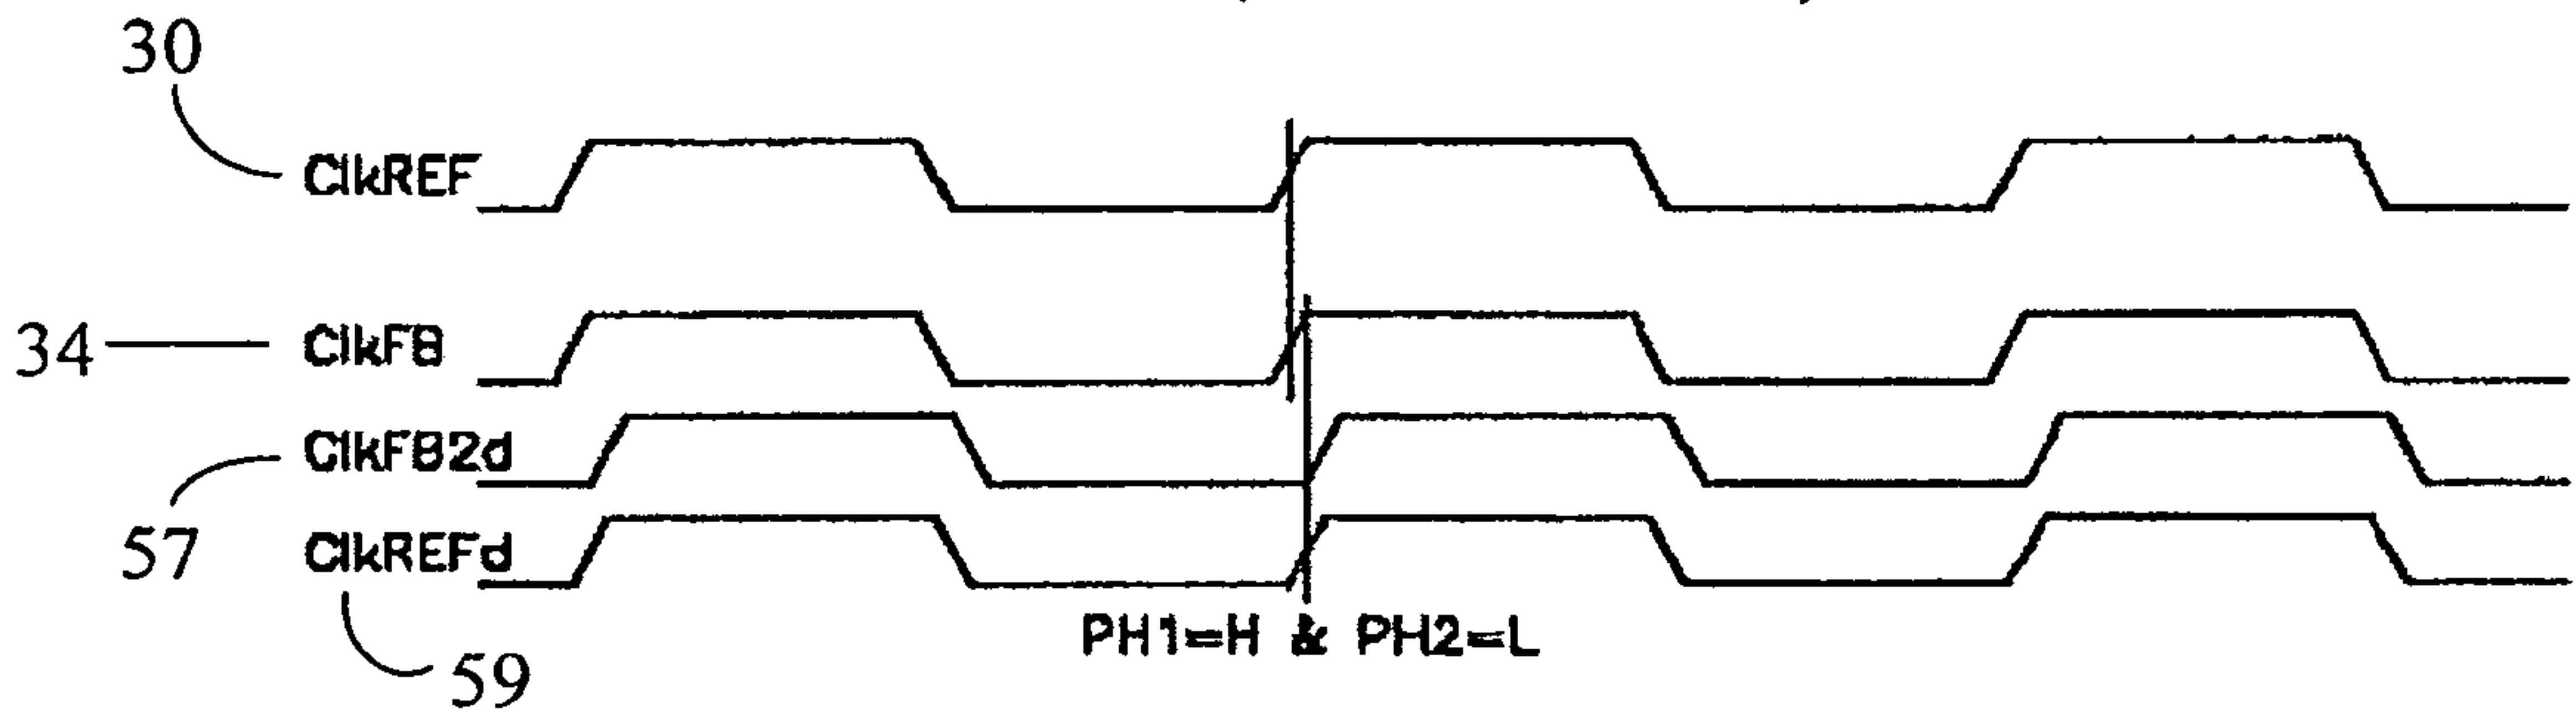 30
ClkREF
34
ClkFB
ClkFB2d
57
ClkREFd
59
PH1=H & PH2=L